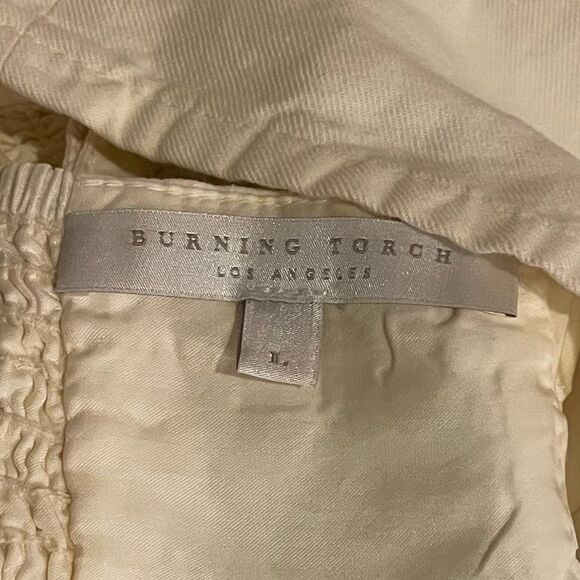 BURNING TORCH
LOS ANGELES
L